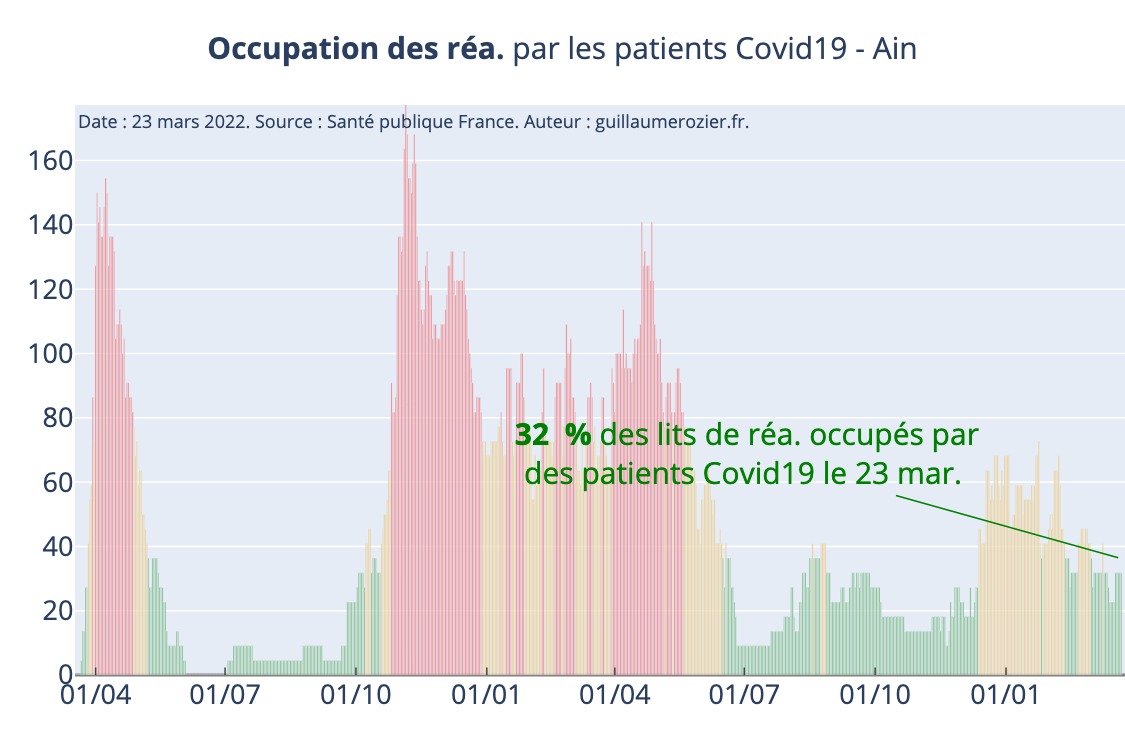 Occupation des réa. par les patients Covid19 - Ain
Date : 23 mars 2022. Source : Santé publique France. Auteur : guillaumerozier.fr.
160
140
120
100
80
32 % des lits de réa. occupés par
des patients Covid19 le 23 mar.
60
40
20
0
01/04 01/07 01/10 01/01 01/04 01/07 01/10 01/01